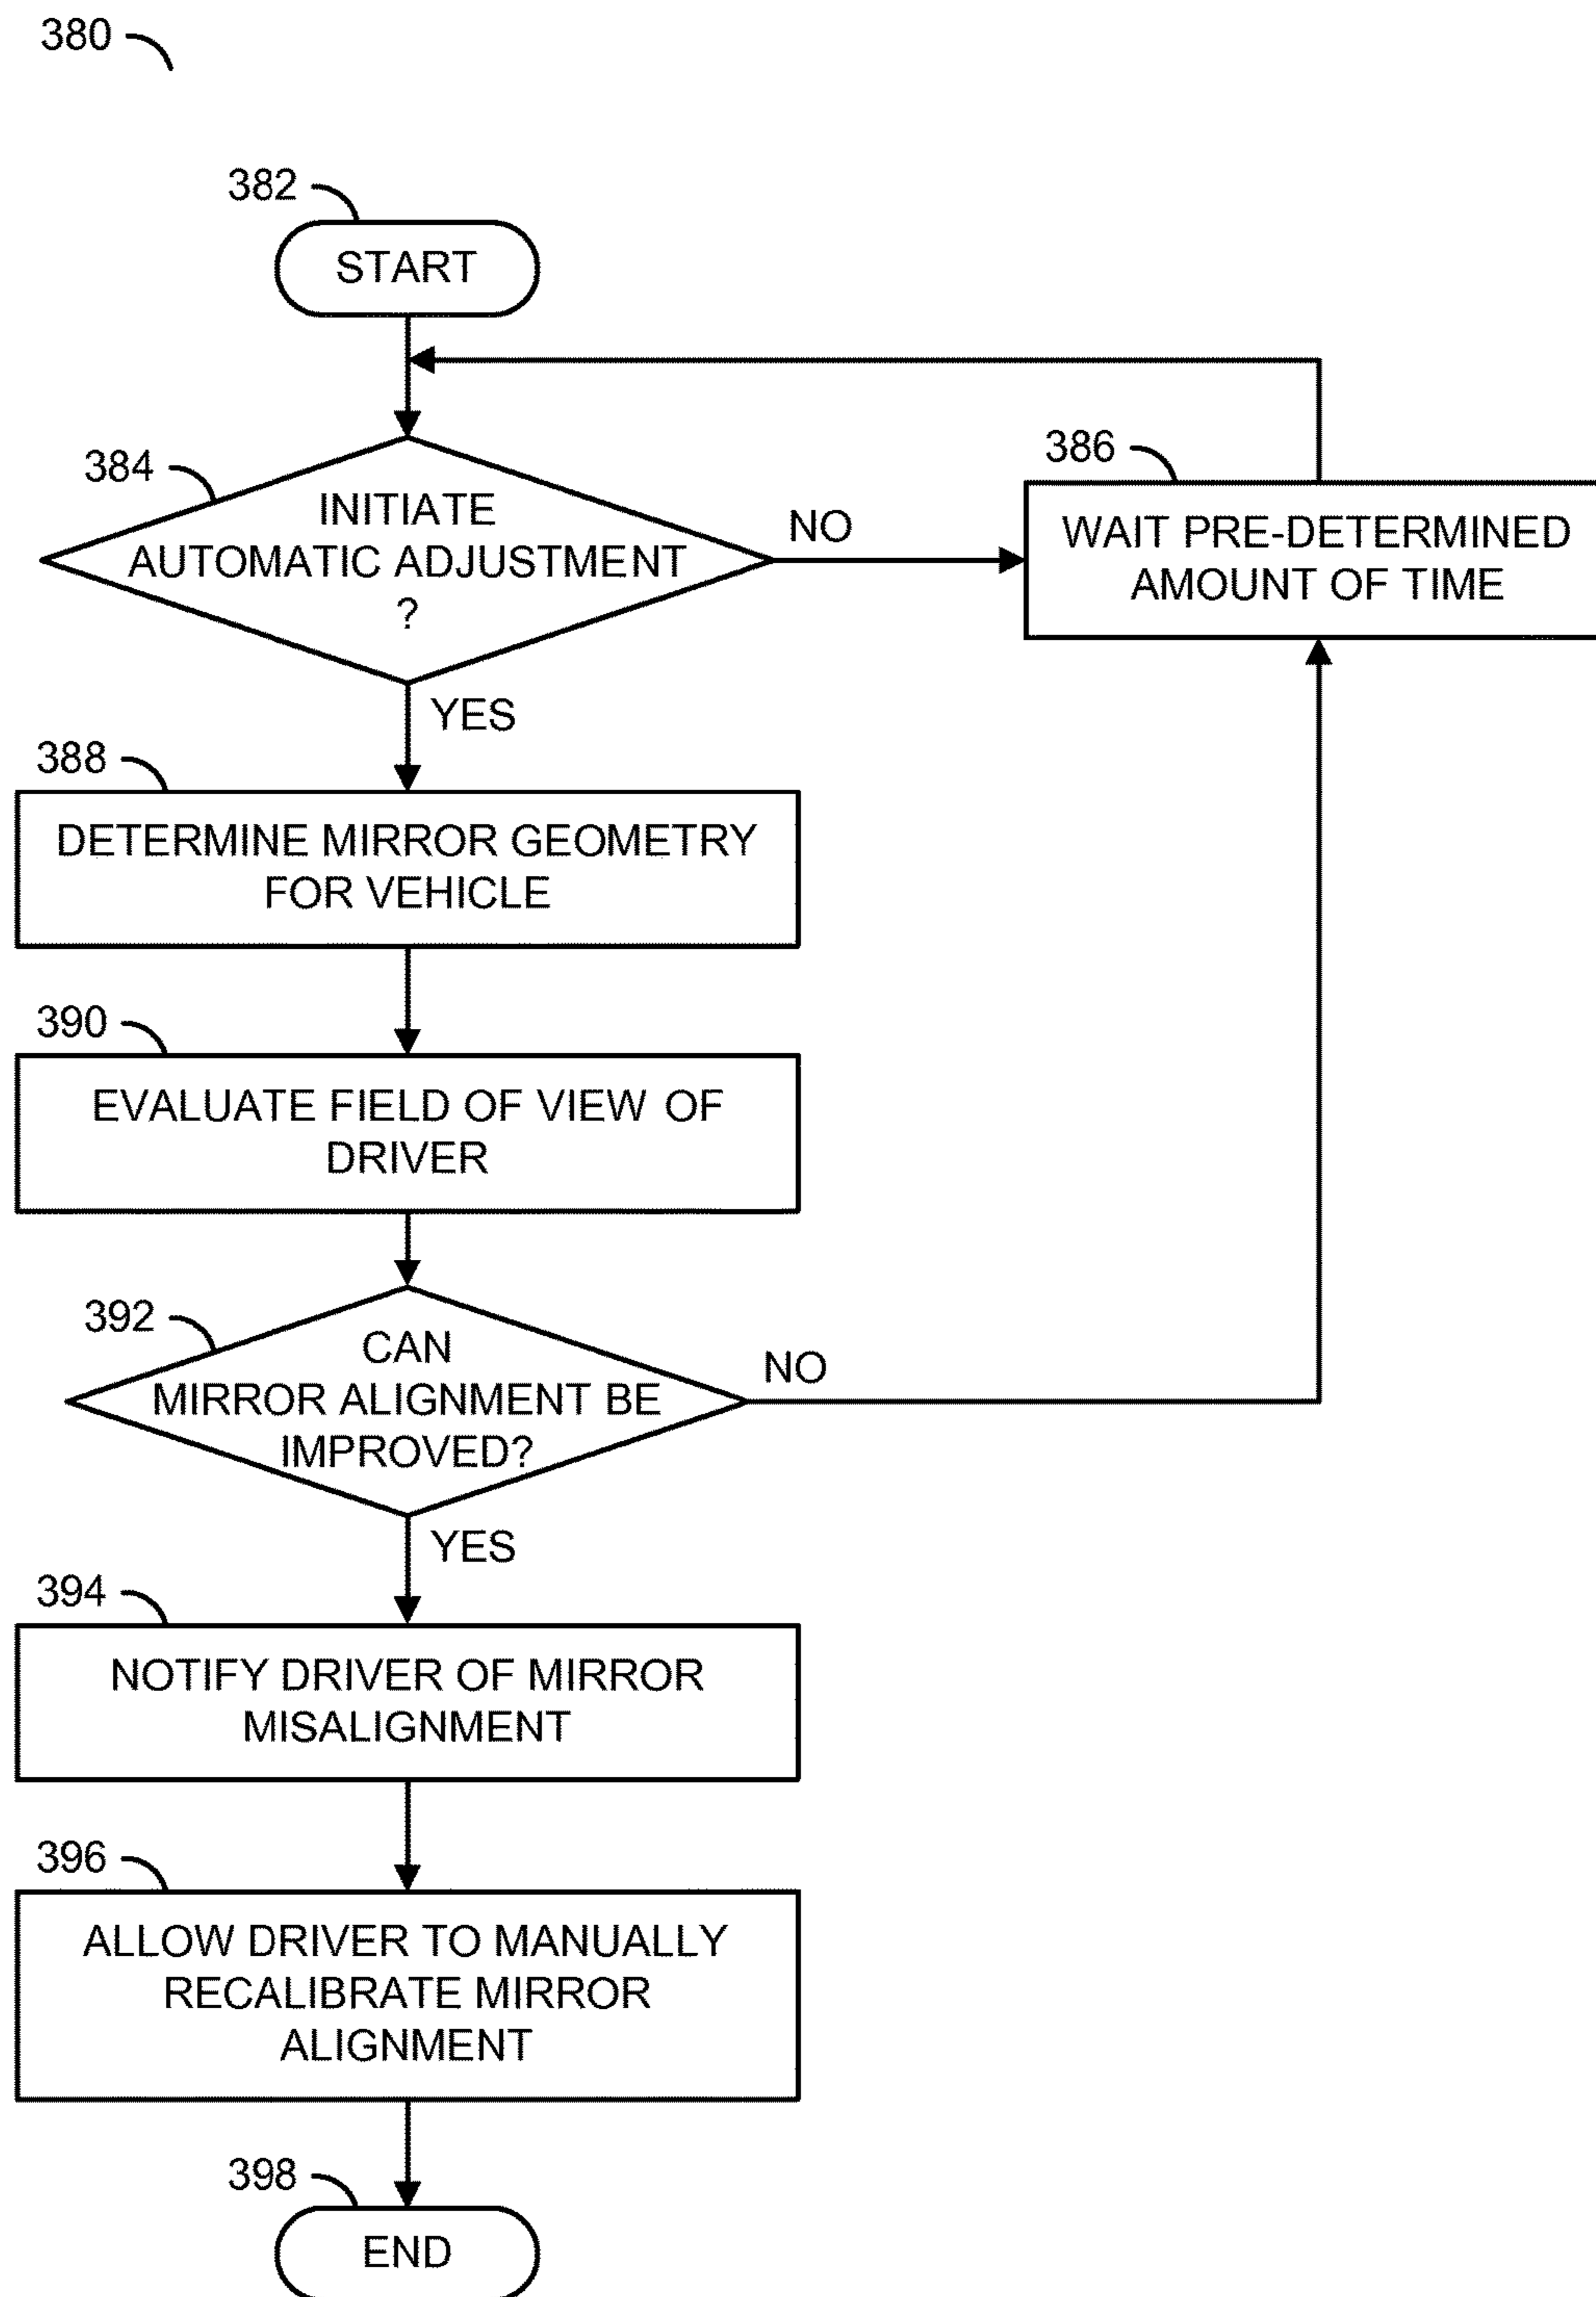 380
382
START
384
INITIATE
AUTOMATIC ADJUSTMENT
?
NO
386
WAIT PRE-DETERMINED
AMOUNT OF TIME
YES
388
DETERMINE MIRROR GEOMETRY
FOR VEHICLE
390
EVALUATE FIELD OF VIEW OF
DRIVER
392
CAN
MIRROR ALIGNMENT BE
IMPROVED?
NO
YES
394
NOTIFY DRIVER OF MIRROR
MISALIGNMENT
396
ALLOW DRIVER TO MANUALLY
RECALIBRATE MIRROR
ALIGNMENT
398
END